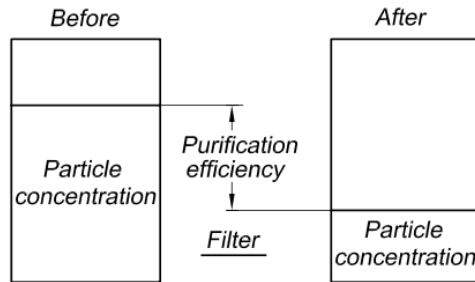 Before
After
Particle
concentration
Purification
efficiency
Filter
Particle
concentration